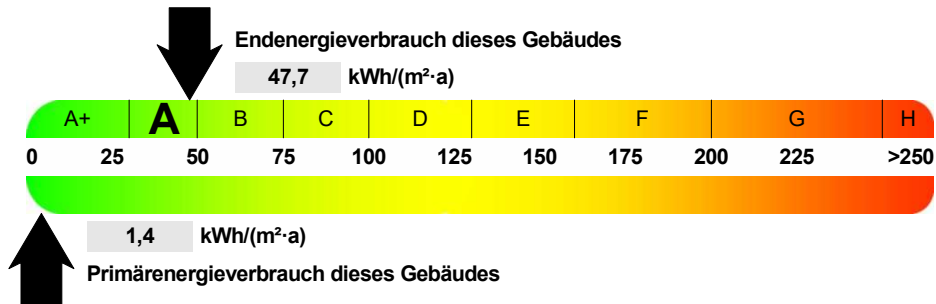 Endenergieverbrauch dieses Gebäudes
47,7 kWh/(m²·a)
A+ A B C D E F G H
0 25 50 75 100 125 150 175 200 225 >250
1,4 kWh/(m²·a)
Primärenergieverbrauch dieses Gebäudes